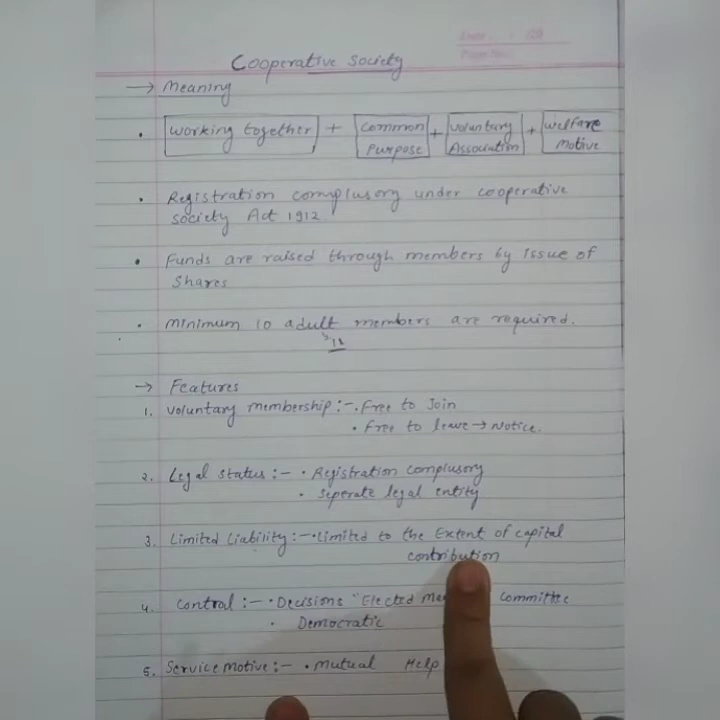 Cooperative society
→ Meaning
• working together + common Purpose + voluntary Association + welfare Motive
• Registration complusory under cooperative
society Act 1912.
• Funds are raised through members by issue of
shares
• Minimum 10 adult members are required.
↳ 18
→ Features
1. Voluntary membership :- • Free to Join
• Free to leave → Notice.
2. Legal status :- • Registration complusory
• Seperate legal entity
3. Limited Liability :- • Limited to the Extent of capital
contribution
4. Control :- • Decisions "Elected committee
• Democratic
5. Service motive :- • Mutual Help